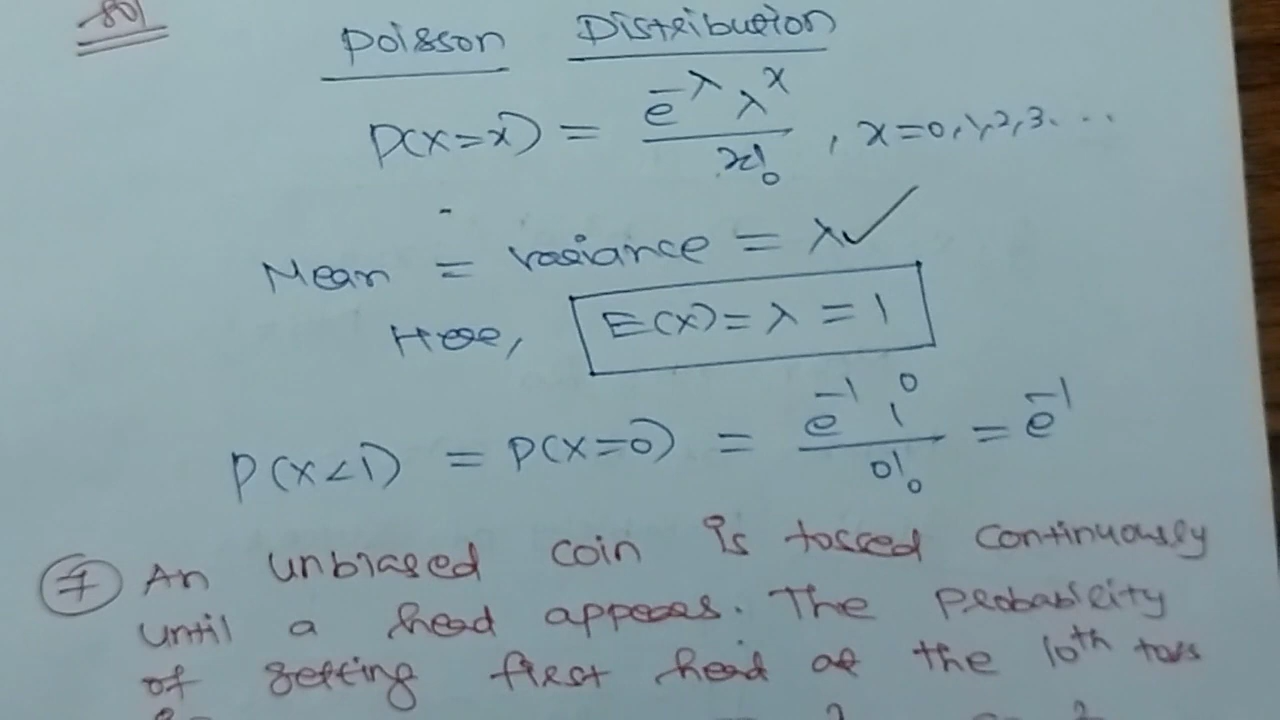 Sol
Poisson Distribution
P(X=x) = e^-λ λ^x / x! , x=0,1,2,3...
Mean = variance = λ✓
Here, E(X)=λ=1
P(X<1) = P(X=0) = e^-1 1^0 / 0! = e^-1
7 An unbiased coin is tossed continuously
until a head appears. The probability
of getting first head at the 10th toss